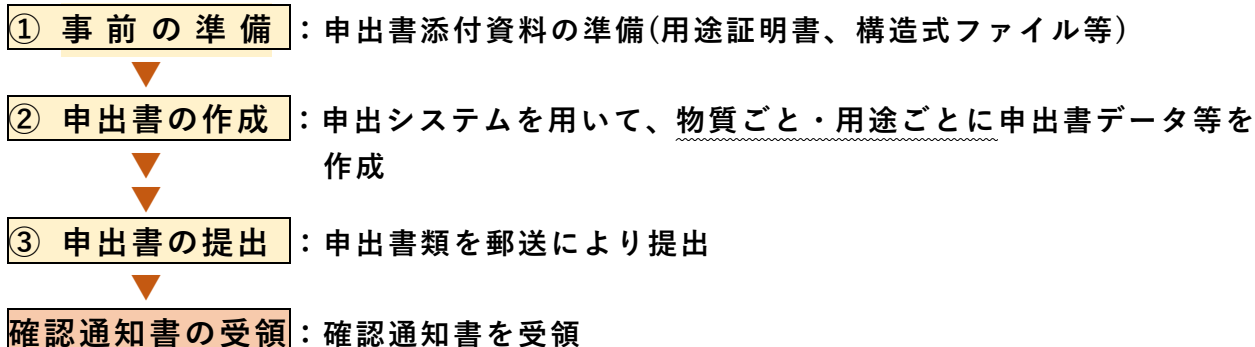 ① 事前の準備：申出書添付資料の準備(用途証明書、構造式ファイル等)
▼
② 申出書の作成：申出システムを用いて、物質ごと・用途ごとに申出書データ等を
▼ 作成
▼
③ 申出書の提出：申出書類を郵送により提出
▼
確認通知書の受領：確認通知書を受領